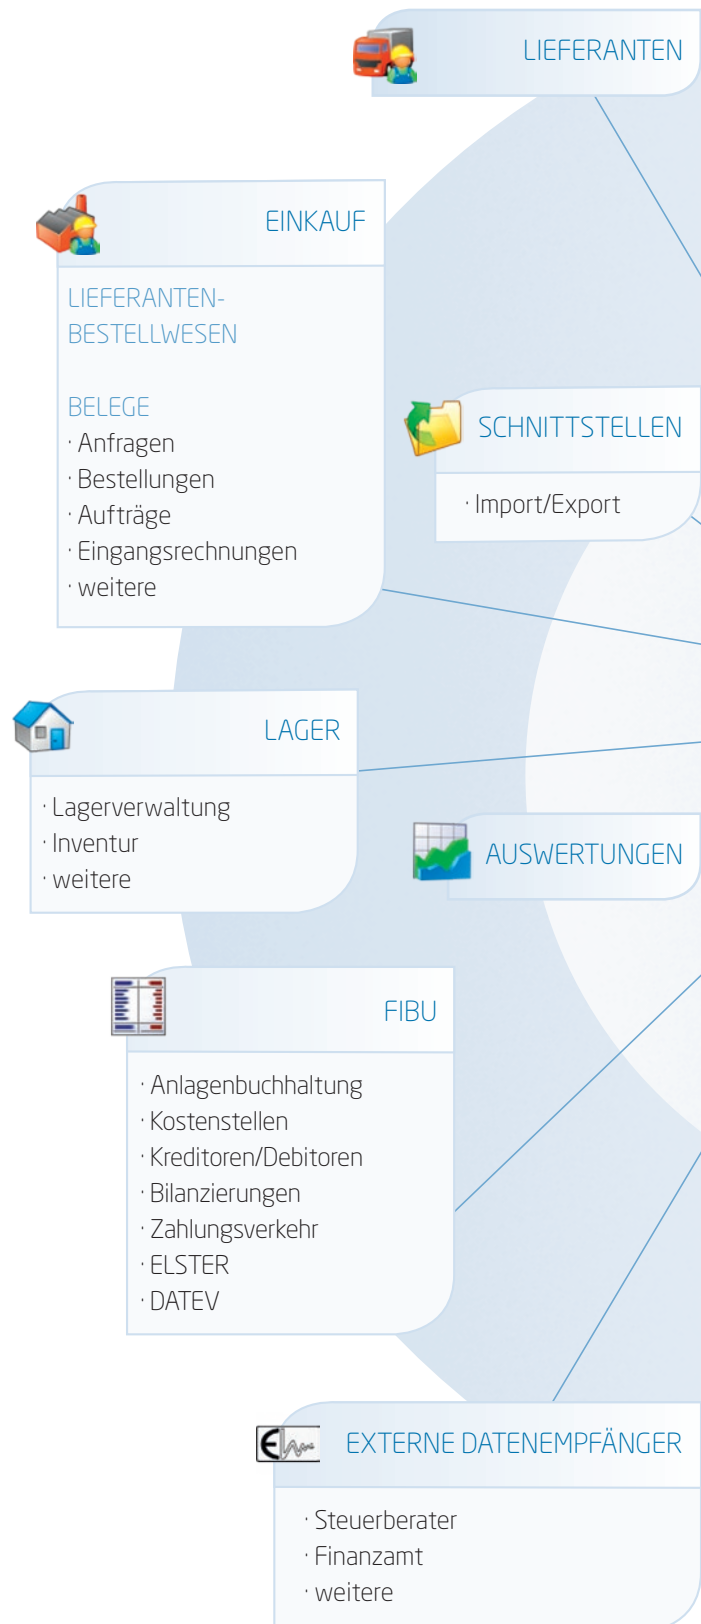 LIEFERANTEN
EINKAUF
LIEFERANTEN-
BESTELLWESEN
BELEGE
· Anfragen
· Bestellungen
· Aufträge
· Eingangsrechnungen
· weitere
SCHNITTSTELLEN
· Import/Export
LAGER
· Lagerverwaltung
· Inventur
· weitere
AUSWERTUNGEN
FIBU
· Anlagenbuchhaltung
· Kostenstellen
· Kreditoren/Debitoren
· Bilanzierungen
· Zahlungsverkehr
· ELSTER
· DATEV
EXTERNE DATENEMPFÄNGER
· Steuerberater
· Finanzamt
· weitere